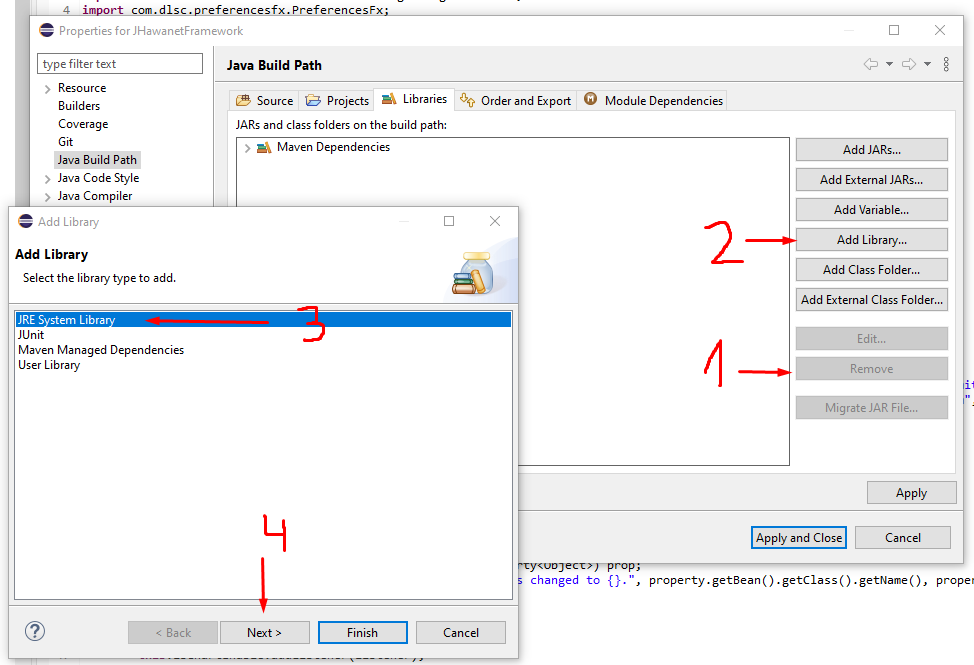 4 import com.dlsc.preferencesfx.PreferencesFx;
Properties for JHawanetFramework
type filter text
Resource
Builders
Coverage
Git
Java Build Path
Java Code Style
Java Compiler
Java Build Path
Source
Projects
Libraries
Order and Export
Module Dependencies
JARs and class folders on the build path:
Maven Dependencies
Add JARs...
Add External JARs...
Add Variable...
2
Add Library...
Add Class Folder...
Add External Class Folder...
Edit...
1
Remove
Migrate JAR File...
Apply
Apply and Close
Cancel
Add Library
Add Library
Select the library type to add.
JRE System Library
3
JUnit
Maven Managed Dependencies
User Library
4
?
< Back
Next >
Finish
Cancel
rty<Object>) prop;
s changed to {}.", property.getBean().getClass().getName(), proper